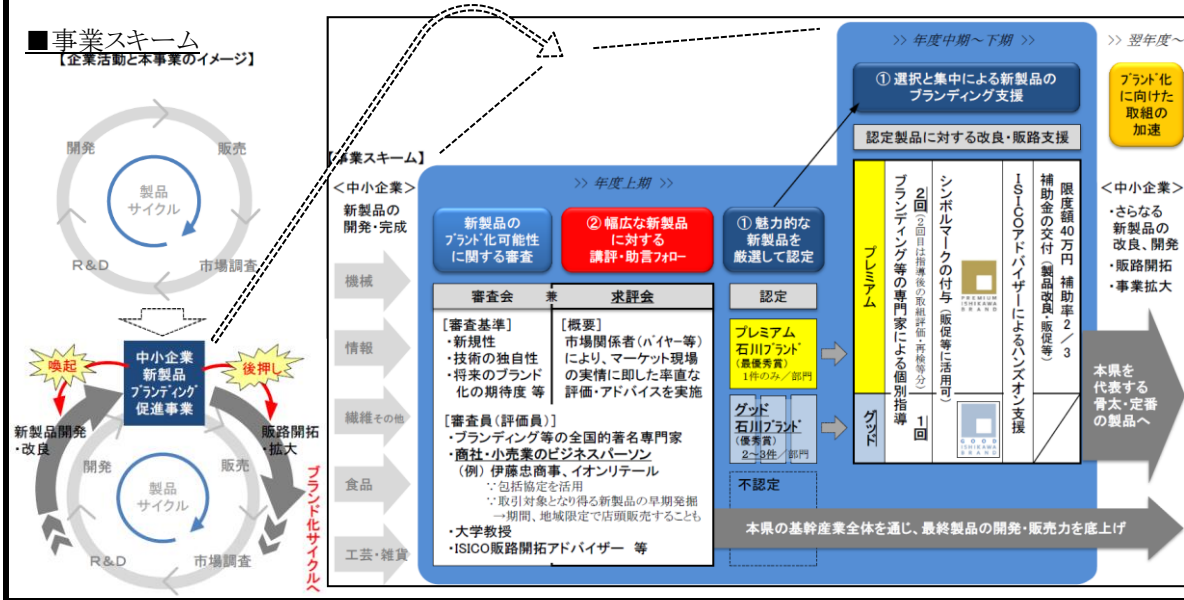 ■事業スキーム
【企業活動と本事業のイメージ】
開発
販売
製品
サイクル
R&D
市場調査
喚起
中小企業
新製品
ブランディング
促進事業
後押し
新製品開発
・改良
販路開拓
・拡大
開発
販売
製品
サイクル
R&D
市場調査
ブランド化サイクルへ
【事業スキーム】
<中小企業>
新製品の
開発・完成
機械
情報
繊維その他
食品
工芸・雑貨
>> 年度上期 >>
新製品の
ブランド化可能性
に関する審査
② 幅広な新製品
に対する
講評・助言フォロー
① 魅力的な
新製品を
厳選して認定
審査会 兼 求評会
[審査基準]
・新規性
・技術の独自性
・将来のブランド
化の期待度 等
[概要]
市場関係者(バイヤー等)
により、マーケット現場
の実情に即した率直な
評価・アドバイスを実施
[審査員(評価員)]
・ブランディング等の全国的著名専門家
・商社・小売業のビジネスパーソン
(例) 伊藤忠商事、イオンリテール
∵包括協定を活用
∵取引対象となり得る新製品の早期発掘
→期間、地域限定で店頭販売することも
・大学教授
・ISICO販路開拓アドバイザー 等
認定
プレミアム
石川ブランド
(最優秀賞)
1件のみ/部門
グッド
石川ブランド
(優秀賞)
2～3件/部門
不認定
>> 年度中期～下期 >>
① 選択と集中による新製品の
ブランディング支援
認定製品に対する改良・販路支援
プレミアム
グッド
ブランディング等の専門家による個別指導
2回(2回目は指導後の取組評価・再検等分)
1回
シンボルマークの付与(販促等に活用可)
PREMIUM
ISHIKAWA
BRAND
GOOD
ISHIKAWA
BRAND
ISICOアドバイザーによるハンズオン支援
補助金の交付(製品改良・販促等)
限度額40万円 補助率2/3
>> 翌年度～
ブランド化
に向けた
取組の
加速
<中小企業>
・さらなる
新製品の
改良、開発
・販路開拓
・事業拡大
本県を
代表する
骨太・定番
の製品へ
本県の基幹産業全体を通じ、最終製品の開発・販売力を底上げ